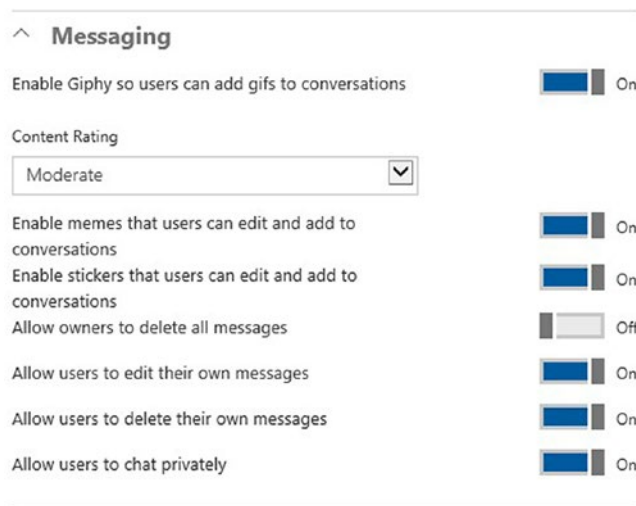 Messaging
Enable Giphy so users can add gifs to conversations On
Content Rating
Moderate
Enable memes that users can edit and add to On
conversations
Enable stickers that users can edit and add to On
conversations
Allow owners to delete all messages Off
Allow users to edit their own messages On
Allow users to delete their own messages On
Allow users to chat privately On